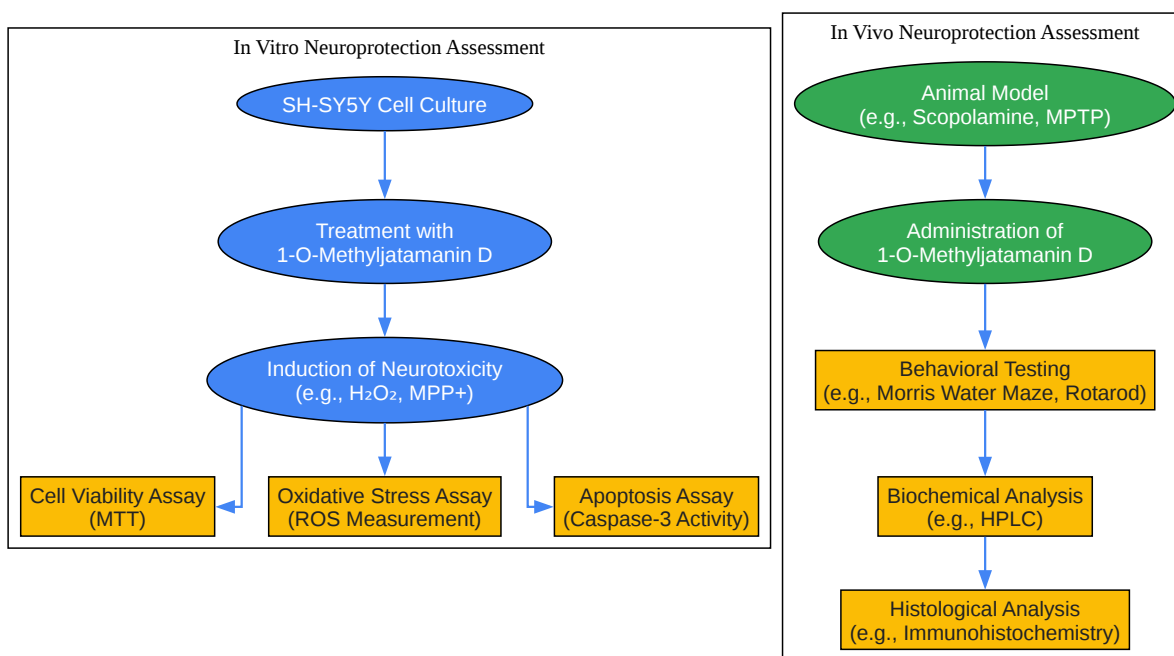 In Vitro Neuroprotection Assessment
SH-SY5Y Cell Culture
Treatment with
1-O-Methyljatamanin D
Induction of Neurotoxicity
(e.g., H₂O₂, MPP+)
Cell Viability Assay
(MTT)
Oxidative Stress Assay
(ROS Measurement)
Apoptosis Assay
(Caspase-3 Activity)
In Vivo Neuroprotection Assessment
Animal Model
(e.g., Scopolamine, MPTP)
Administration of
1-O-Methyljatamanin D
Behavioral Testing
(e.g., Morris Water Maze, Rotarod)
Biochemical Analysis
(e.g., HPLC)
Histological Analysis
(e.g., Immunohistochemistry)